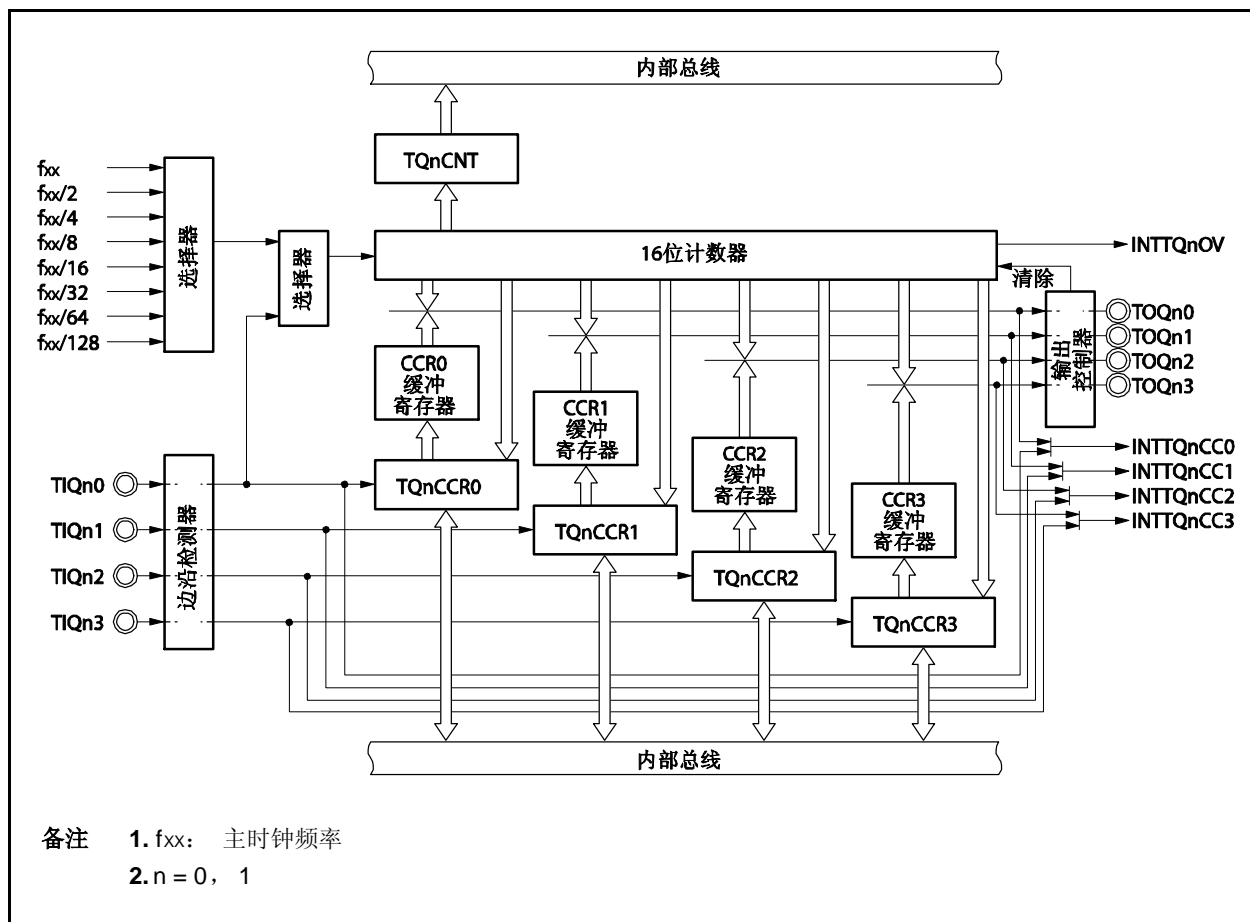 内部总线
TQnCNT
fxx
fxx/2
fxx/4
fxx/8
fxx/16
fxx/32
fxx/64
fxx/128
选择器
选择器
16位计数器
INTTQnOV
清除
TOQn0
TOQn1
TOQn2
TOQn3
输出
控制器
CCR0
缓冲
寄存器
CCR1
缓冲
寄存器
CCR2
缓冲
寄存器
CCR3
缓冲
寄存器
INTTQnCC0
INTTQnCC1
INTTQnCC2
INTTQnCC3
TIQn0
TIQn1
TIQn2
TIQn3
边沿检测器
TQnCCR0
TQnCCR1
TQnCCR2
TQnCCR3
内部总线
备注 1. fxx： 主时钟频率
2. n = 0， 1